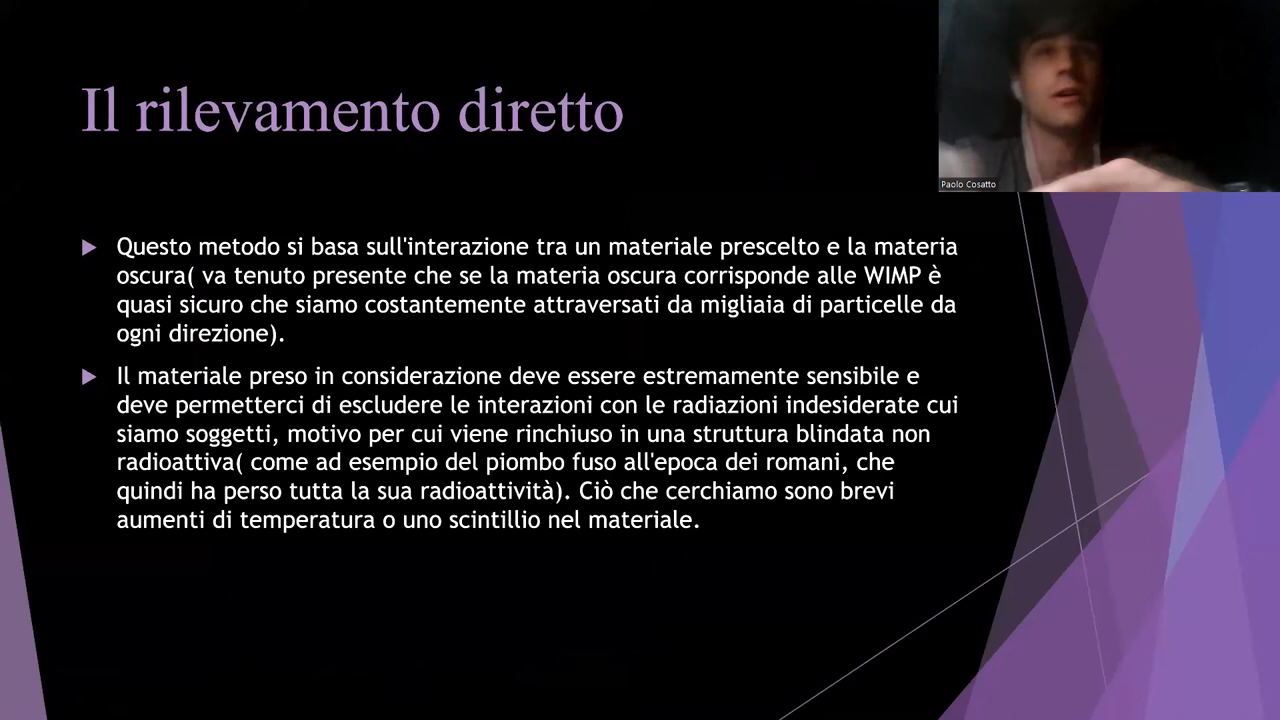 Il rilevamento diretto
Paolo Cosatto
Questo metodo si basa sull'interazione tra un materiale prescelto e la materia
oscura( va tenuto presente che se la materia oscura corrisponde alle WIMP è
quasi sicuro che siamo costantemente attraversati da migliaia di particelle da
ogni direzione).
Il materiale preso in considerazione deve essere estremamente sensibile e
deve permetterci di escludere le interazioni con le radiazioni indesiderate cui
siamo soggetti, motivo per cui viene rinchiuso in una struttura blindata non
radioattiva( come ad esempio del piombo fuso all'epoca dei romani, che
quindi ha perso tutta la sua radioattività). Ciò che cerchiamo sono brevi
aumenti di temperatura o uno scintillio nel materiale.